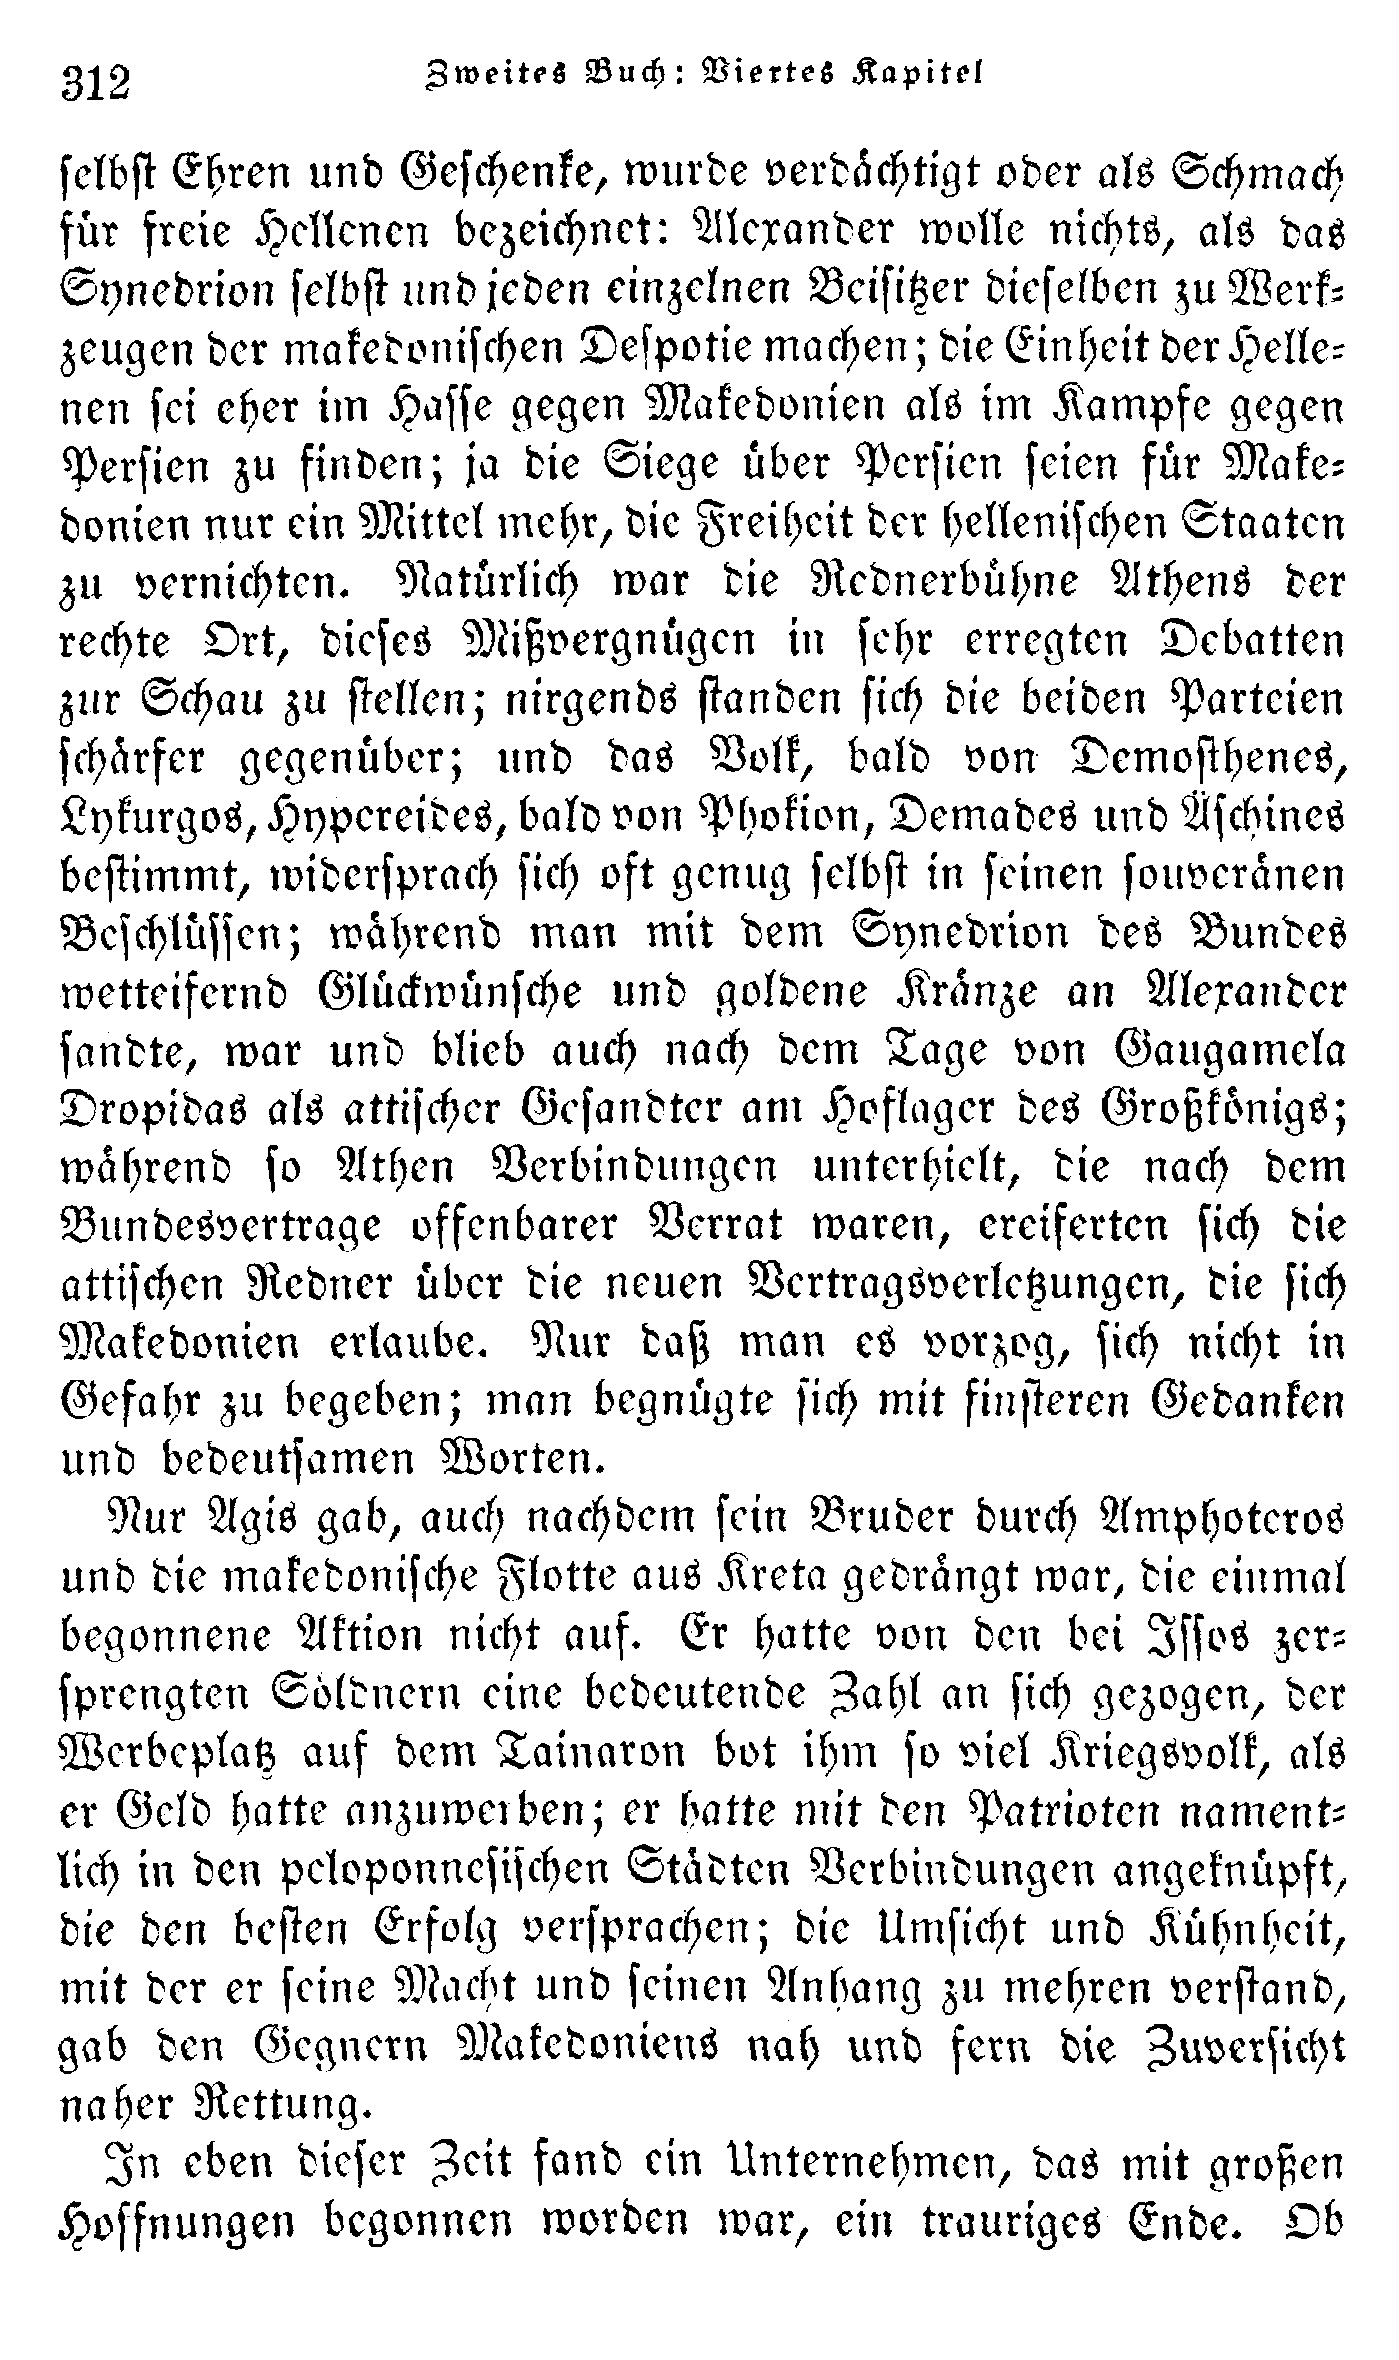 312
Zweites Buch: Viertes Kapitel
selbst Ehren und Geschenke, wurde verdächtigt oder als Schmach
für freie Hellenen bezeichnet: Alexander wolle nichts, als das
Synedrion selbst und jeden einzelnen Beisitzer dieselben zu Werk-
zeugen der makedonischen Despotie machen; die Einheit der Helle-
nen sei eher im Hasse gegen Makedonien als im Kampfe gegen
Persien zu finden; ja die Siege über Persien seien für Make-
donien nur ein Mittel mehr, die Freiheit der hellenischen Staaten
zu vernichten. Natürlich war die Rednerbühne Athens der
rechte Ort, dieses Mißvergnügen in sehr erregten Debatten
zur Schau zu stellen; nirgends standen sich die beiden Parteien
schärfer gegenüber; und das Volk, bald von Demosthenes,
Lykurgos, Hypereides, bald von Phokion, Demades und Äschines
bestimmt, widersprach sich oft genug selbst in seinen souveränen
Beschlüssen; während man mit dem Synedrion des Bundes
wetteifernd Glückwünsche und goldene Kränze an Alexander
sandte, war und blieb auch nach dem Tage von Gaugamela
Dropidas als attischer Gesandter am Hoflager des Großkönigs;
während so Athen Verbindungen unterhielt, die nach dem
Bundesvertrage offenbarer Verrat waren, ereiferten sich die
attischen Redner über die neuen Vertragsverletzungen, die sich
Makedonien erlaube. Nur daß man es vorzog, sich nicht in
Gefahr zu begeben; man begnügte sich mit finsteren Gedanken
und bedeutsamen Worten.
Nur Agis gab, auch nachdem sein Bruder durch Amphoteros
und die makedonische Flotte aus Kreta gedrängt war, die einmal
begonnene Aktion nicht auf. Er hatte von den bei Issos zer-
sprengten Söldnern eine bedeutende Zahl an sich gezogen, der
Werbeplatz auf dem Tainaron bot ihm so viel Kriegsvolk, als
er Geld hatte anzuwerben; er hatte mit den Patrioten nament-
lich in den peloponnesischen Städten Verbindungen angeknüpft,
die den besten Erfolg versprachen; die Umsicht und Kühnheit,
mit der er seine Macht und seinen Anhang zu mehren verstand,
gab den Gegnern Makedoniens nah und fern die Zuversicht
naher Rettung.
In eben dieser Zeit fand ein Unternehmen, das mit großen
Hoffnungen begonnen worden war, ein trauriges Ende. Ob